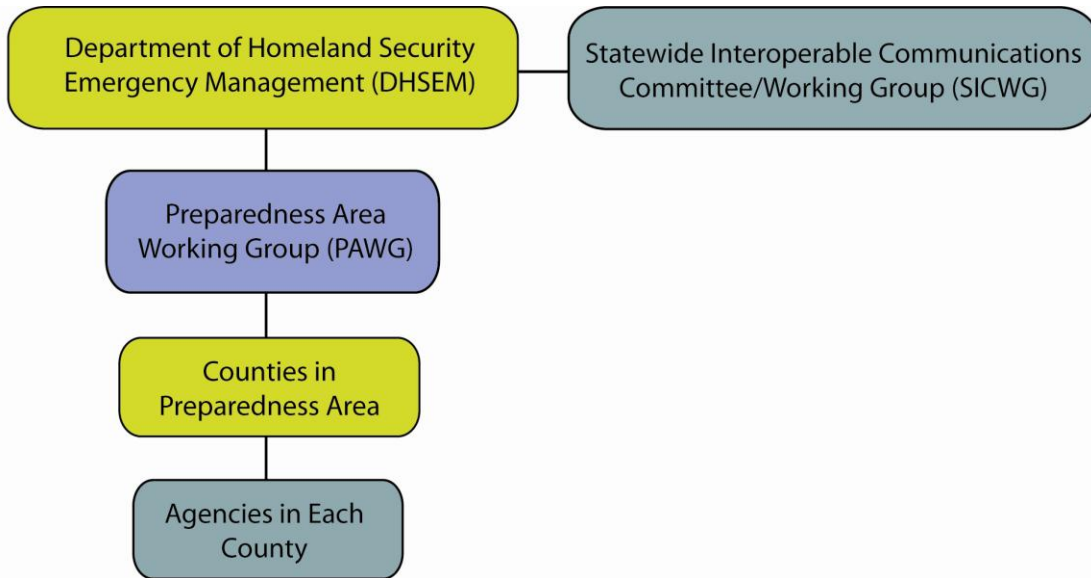 Department of Homeland Security
Emergency Management (DHSEM)
Statewide Interoperable Communications
Committee/Working Group (SICWG)
Preparedness Area
Working Group (PAWG)
Counties in
Preparedness Area
Agencies in Each
County